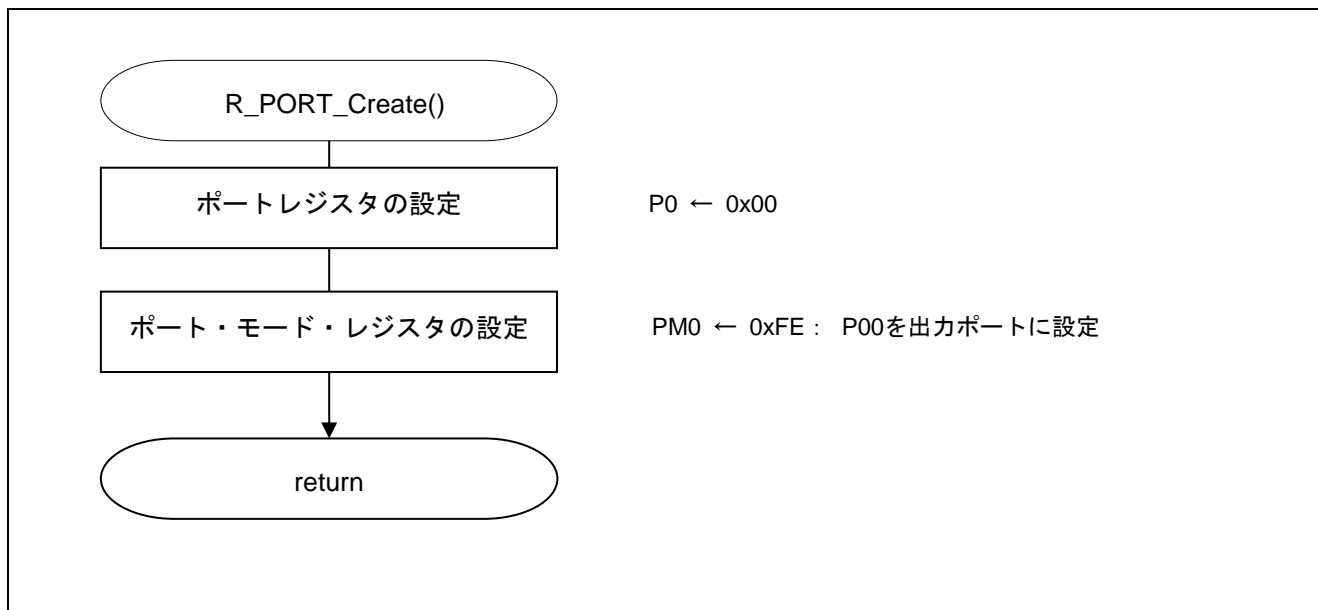 R_PORT_Create()
ポートレジスタの設定
P0 ← 0x00
ポート・モード・レジスタの設定
PM0 ← 0xFE : P00を出力ポートに設定
return